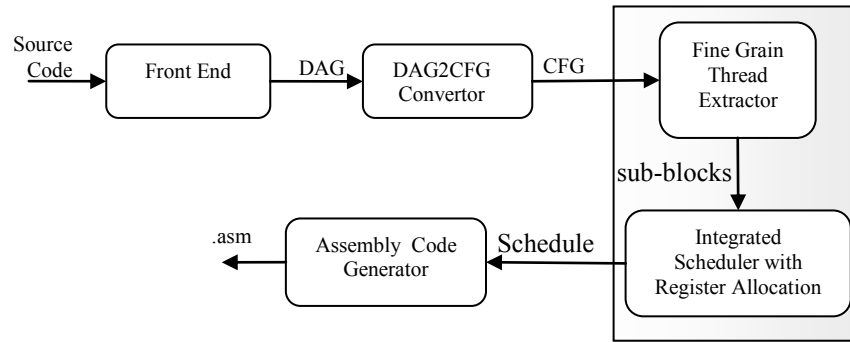 Source
Code
Front End
DAG
DAG2CFG
Convertor
CFG
Fine Grain
Thread
Extractor
sub-blocks
Integrated
Scheduler with
Register Allocation
Schedule
Assembly Code
Generator
.asm